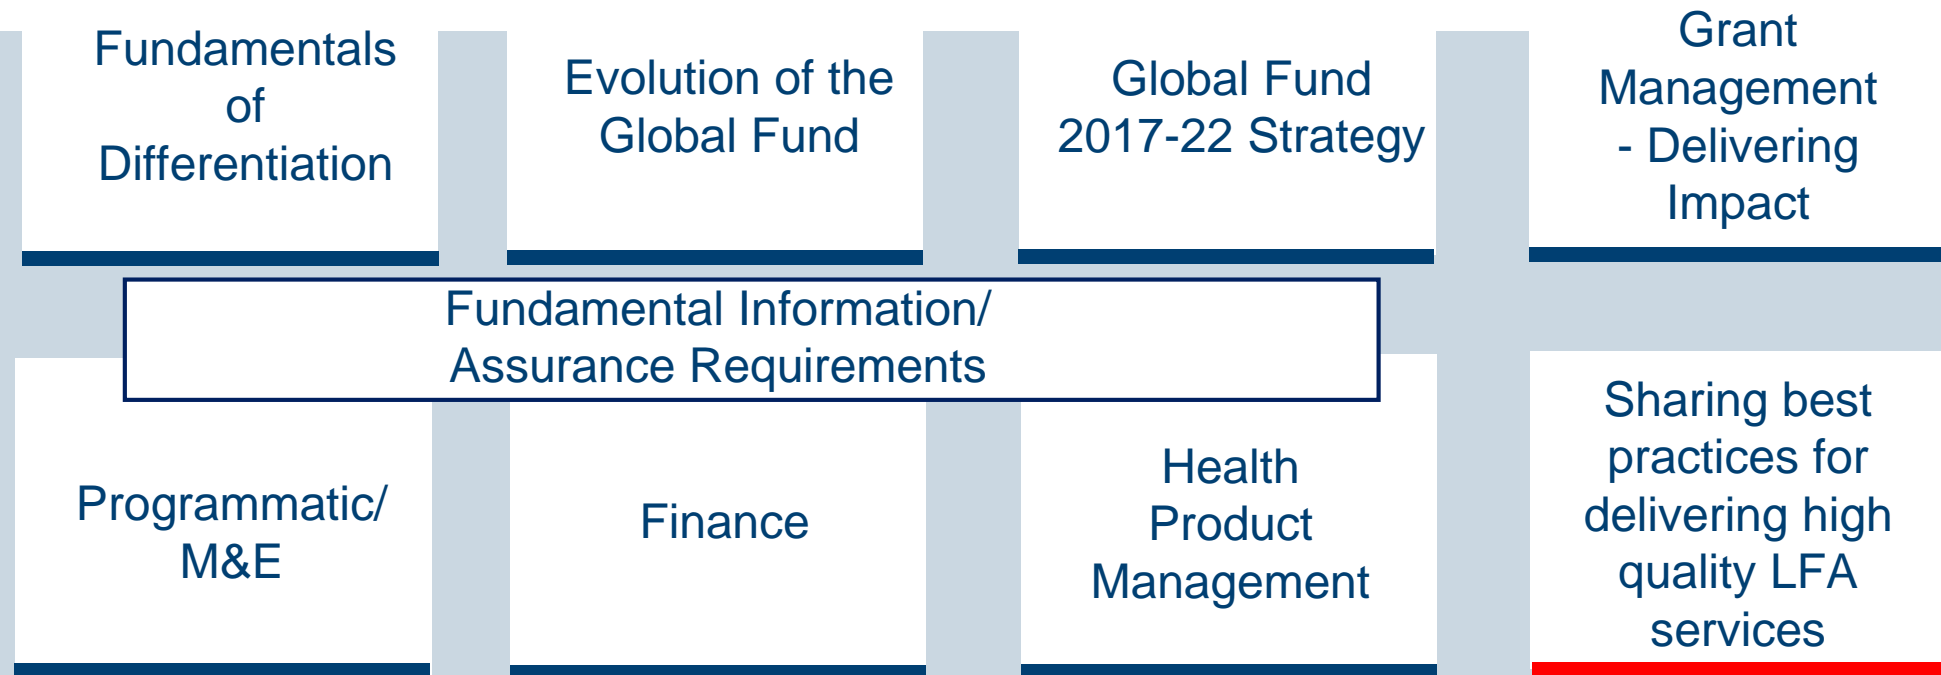 Fundamentals
of
Differentiation
Evolution of the
Global Fund
Global Fund
2017-22 Strategy
Grant
Management
- Delivering
Impact
Fundamental Information/
Assurance Requirements
Programmatic/
M&E
Finance
Health
Product
Management
Sharing best
practices for
delivering high
quality LFA
services